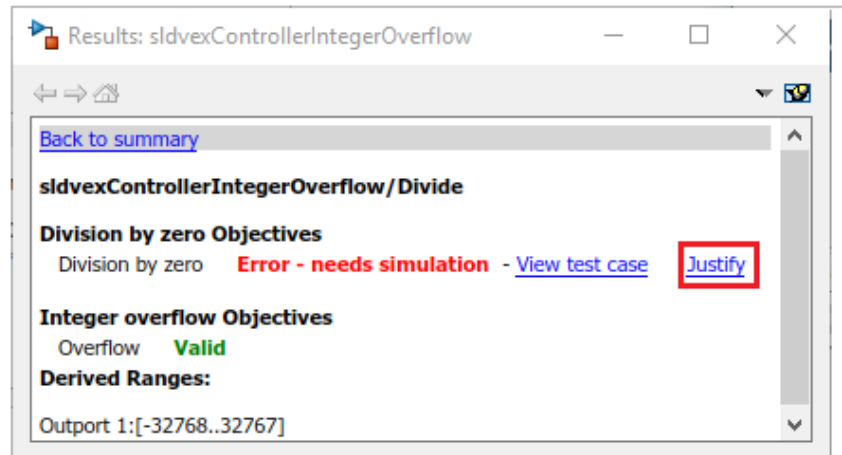 Results: sldvexControllerIntegerOverflow
Back to summary
sldvexControllerIntegerOverflow/Divide
Division by zero Objectives
Division by zero Error - needs simulation - View test case Justify
Integer overflow Objectives
Overflow Valid
Derived Ranges:
Outport 1:[-32768..32767]